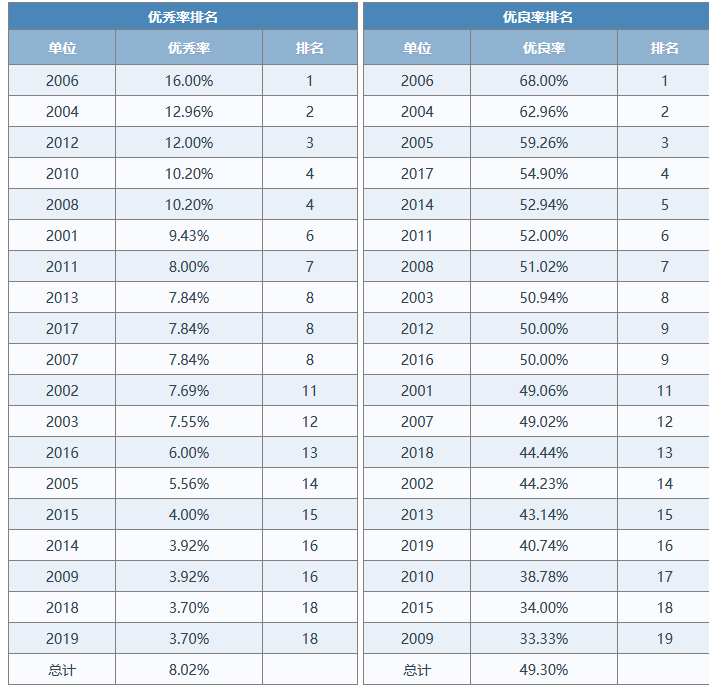 优秀率排名 优良率排名
单位 优秀率 排名 单位 优良率 排名
2006 16.00% 1 2006 68.00% 1
2004 12.96% 2 2004 62.96% 2
2012 12.00% 3 2005 59.26% 3
2010 10.20% 4 2017 54.90% 4
2008 10.20% 4 2014 52.94% 5
2001 9.43% 6 2011 52.00% 6
2011 8.00% 7 2008 51.02% 7
2013 7.84% 8 2003 50.94% 8
2017 7.84% 8 2012 50.00% 9
2007 7.84% 8 2016 50.00% 9
2002 7.69% 11 2001 49.06% 11
2003 7.55% 12 2007 49.02% 12
2016 6.00% 13 2018 44.44% 13
2005 5.56% 14 2002 44.23% 14
2015 4.00% 15 2013 43.14% 15
2014 3.92% 16 2019 40.74% 16
2009 3.92% 16 2010 38.78% 17
2018 3.70% 18 2015 34.00% 18
2019 3.70% 18 2009 33.33% 19
总计 8.02% 总计 49.30%